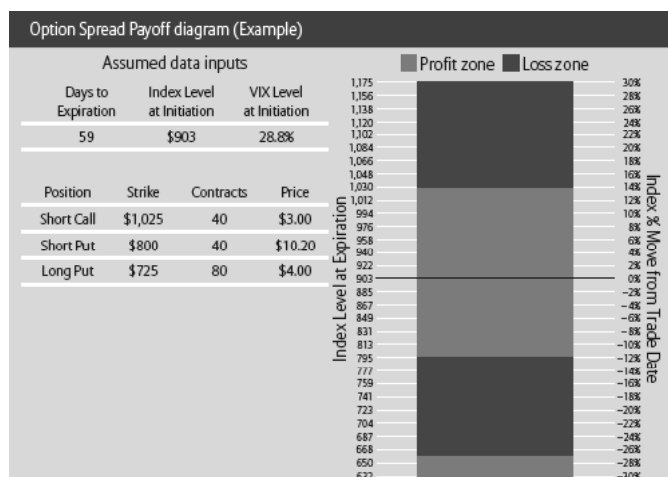 Option Spread Payoff diagram (Example)
Assumed data inputs
Days to Expiration Index Level at Initiation VIX Level at Initiation
59 $903 28.8%
Position Strike Contracts Price
Short Call $1,025 40 $3.00
Short Put $800 40 $10.20
Long Put $725 80 $4.00
Profit zone Loss zone
Index Level at Expiration
1,175 30%
1,156 28%
1,138 26%
1,120 24%
1,102 22%
1,084 20%
1,066 18%
1,048 16%
1,030 14%
1,012 12%
994 10%
976 8%
958 6%
940 4%
922 2%
903 0%
885 -2%
867 -4%
849 -6%
831 -8%
813 -10%
795 -12%
777 -14%
759 -16%
741 -18%
723 -20%
704 -22%
687 -24%
668 -26%
650 -28%
Index % Move from Trade Date